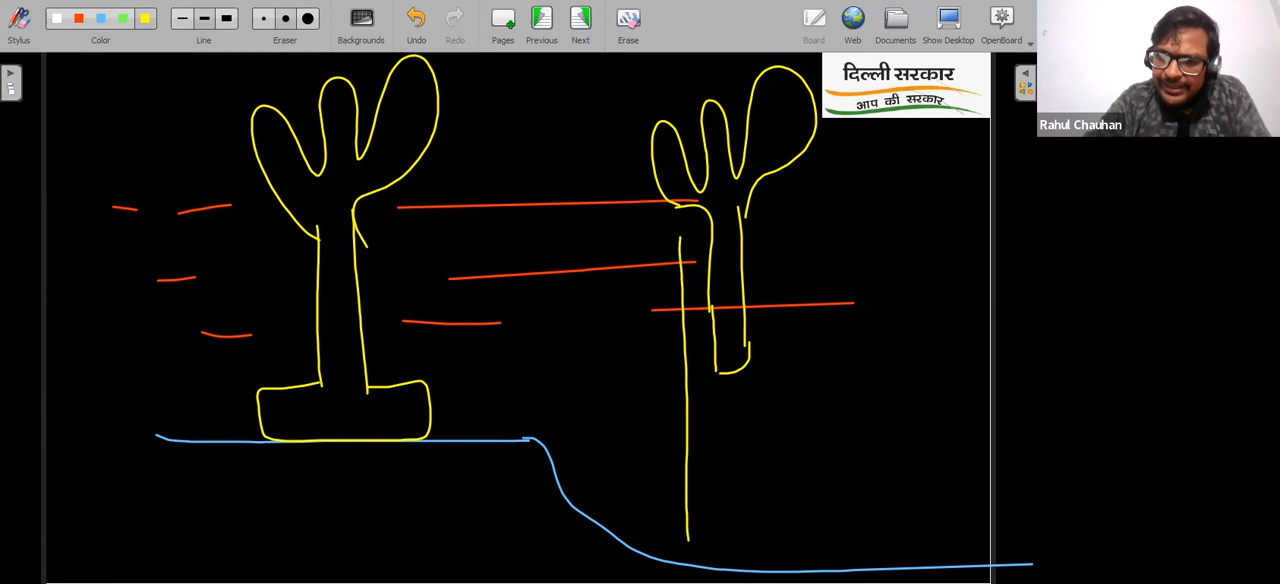 Stylus
Color
Line
Eraser
Backgrounds
Undo
Redo
Pages
Previous
Next
Erase
Board
Web
Documents
Show Desktop
OpenBoard
दिल्ली सरकार
आप की सरकार
Rahul Chauhan